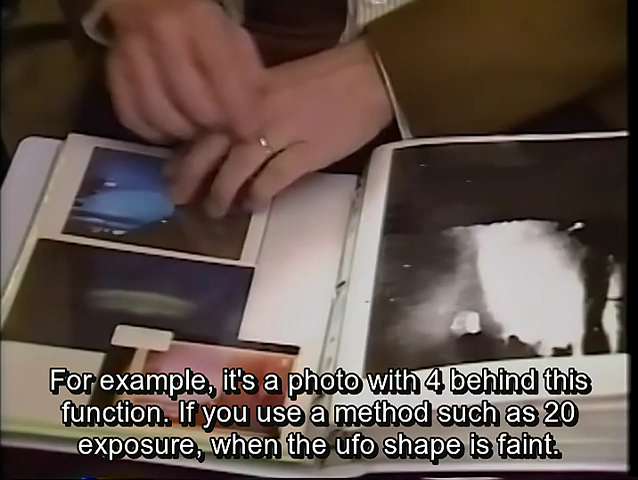 For example, it's a photo with 4 behind this
function. If you use a method such as 20
exposure, when the ufo shape is faint.